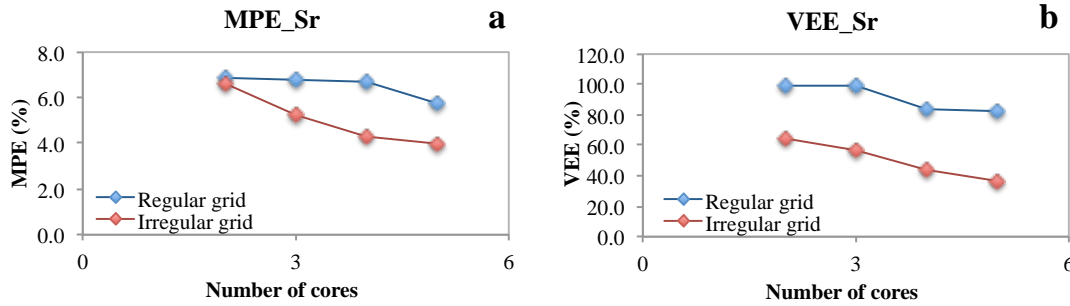 MPE_Sr
a
8.0
6.0
4.0
2.0
0.0
MPE (%)
Regular grid
Irregular grid
0
3
6
Number of cores
VEE_Sr
b
120.0
100.0
80.0
60.0
40.0
20.0
0.0
VEE (%)
Regular grid
Irregular grid
0
3
6
Number of cores